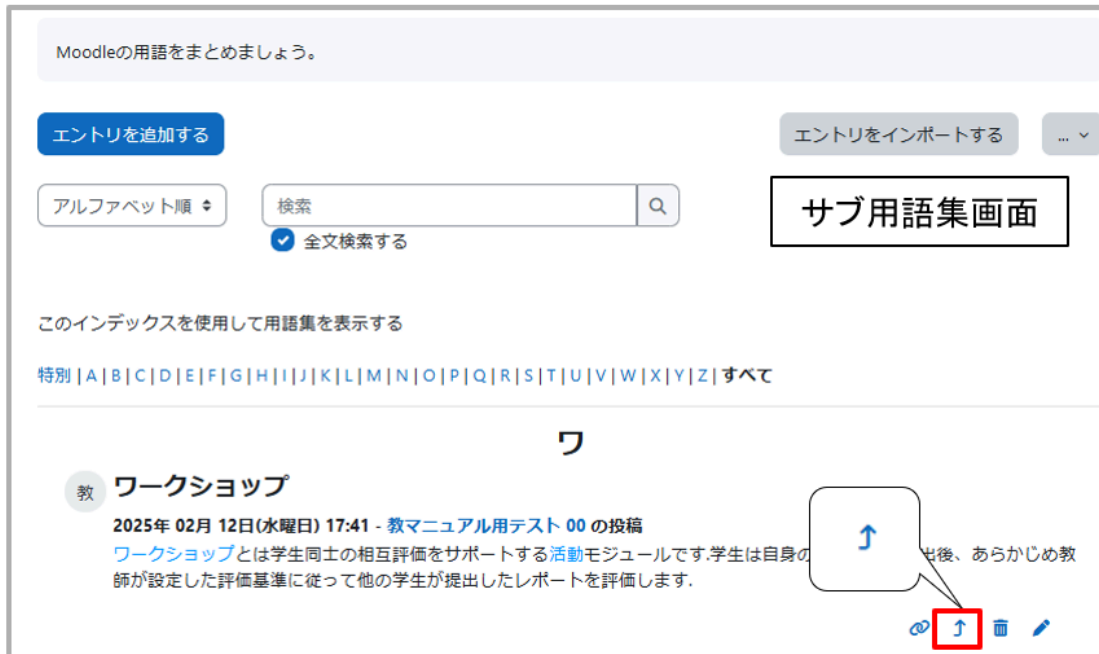 Moodleの用語をまとめましょう。
エントリを追加する
エントリをインポートする
...
アルファベット順
検索
サブ用語集画面
全文検索する
このインデックスを使用して用語集を表示する
特別 | A | B | C | D | E | F | G | H | I | J | K | L | M | N | O | P | Q | R | S | T | U | V | W | X | Y | Z | すべて
ワ
教 ワークショップ
2025年 02月 12日(水曜日) 17:41 - 教マニュアル用テスト 00 の投稿
ワークショップとは学生同士の相互評価をサポートする活動モジュールです.学生は自身の 出後、あらかじめ教
師が設定した評価基準に従って他の学生が提出したレポートを評価します.